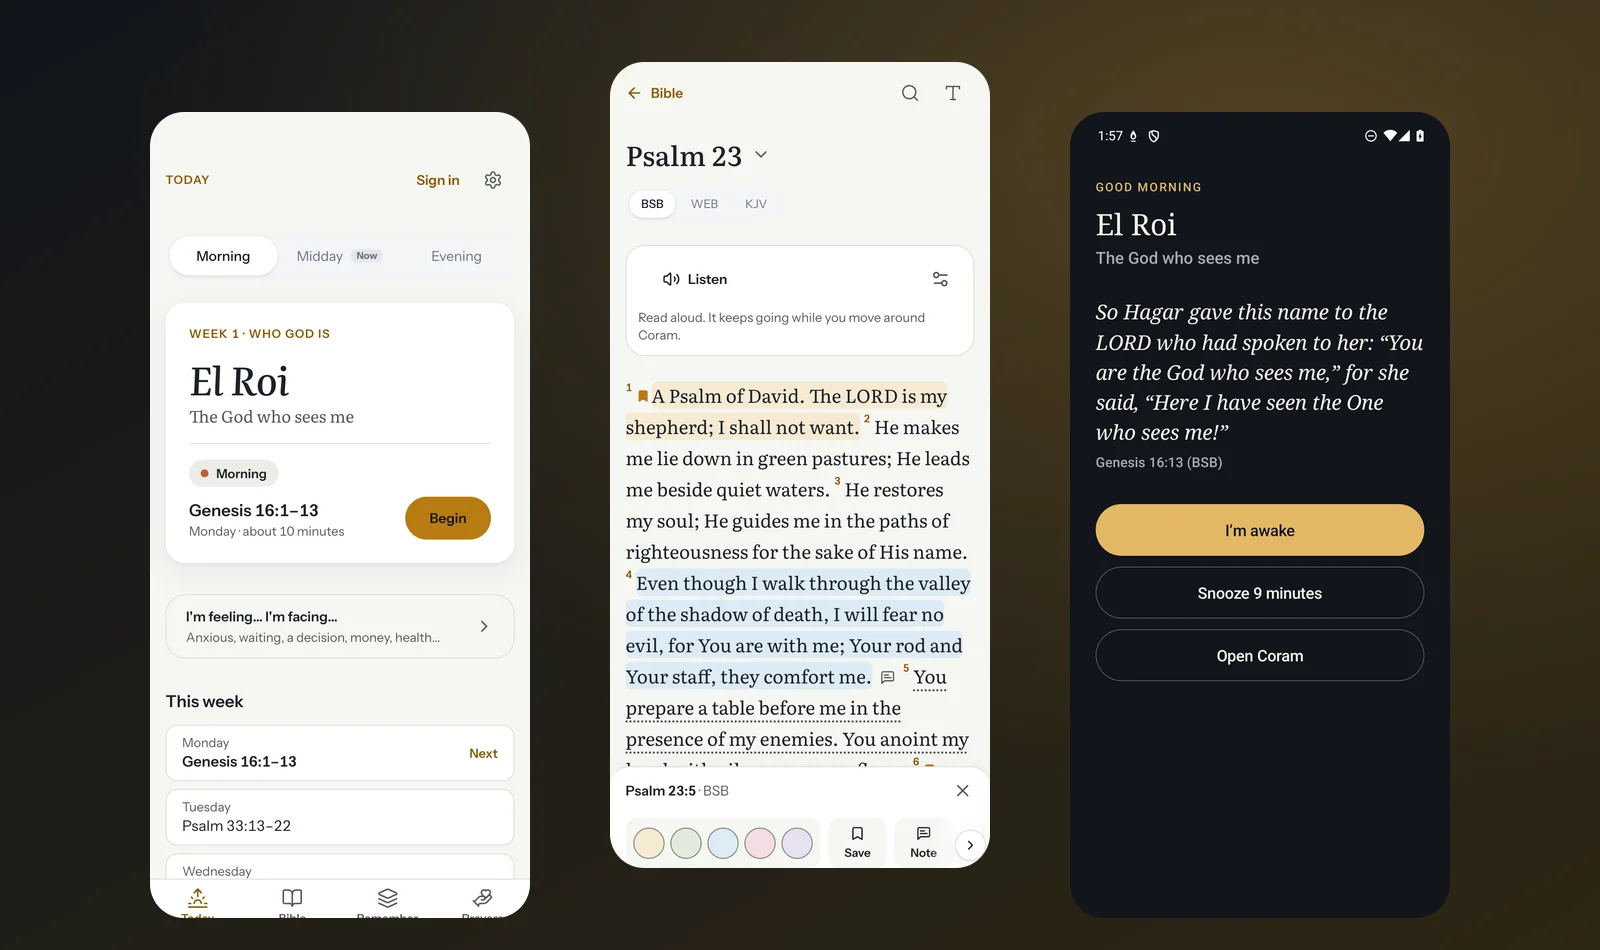 TODAY
Sign in
Morning
Midday Now
Evening
WEEK 1 · WHO GOD IS
El Roi
The God who sees me
Morning
Genesis 16:1–13
Monday · about 10 minutes
Begin
I'm feeling... I'm facing...
Anxious, waiting, a decision, money, health...
This week
Monday
Genesis 16:1–13
Next
Tuesday
Psalm 33:13–22
Wednesday
Today
Bible
Remember
Prayers
Bible
Psalm 23
BSB WEB KJV
Listen
Read aloud. It keeps going while you move around
Coram.
1 A Psalm of David. The LORD is my
shepherd; I shall not want. 2 He makes
me lie down in green pastures; He leads
me beside quiet waters. 3 He restores
my soul; He guides me in the paths of
righteousness for the sake of His name.
4 Even though I walk through the valley
of the shadow of death, I will fear no
evil, for You are with me; Your rod and
Your staff, they comfort me. 5 You
prepare a table before me in the
presence of my enemies. You anoint my
6
Psalm 23:5 · BSB
Save
Note
1:57
GOOD MORNING
El Roi
The God who sees me
So Hagar gave this name to the
LORD who had spoken to her: “You
are the God who sees me,” for she
said, “Here I have seen the One
who sees me!”
Genesis 16:13 (BSB)
I'm awake
Snooze 9 minutes
Open Coram